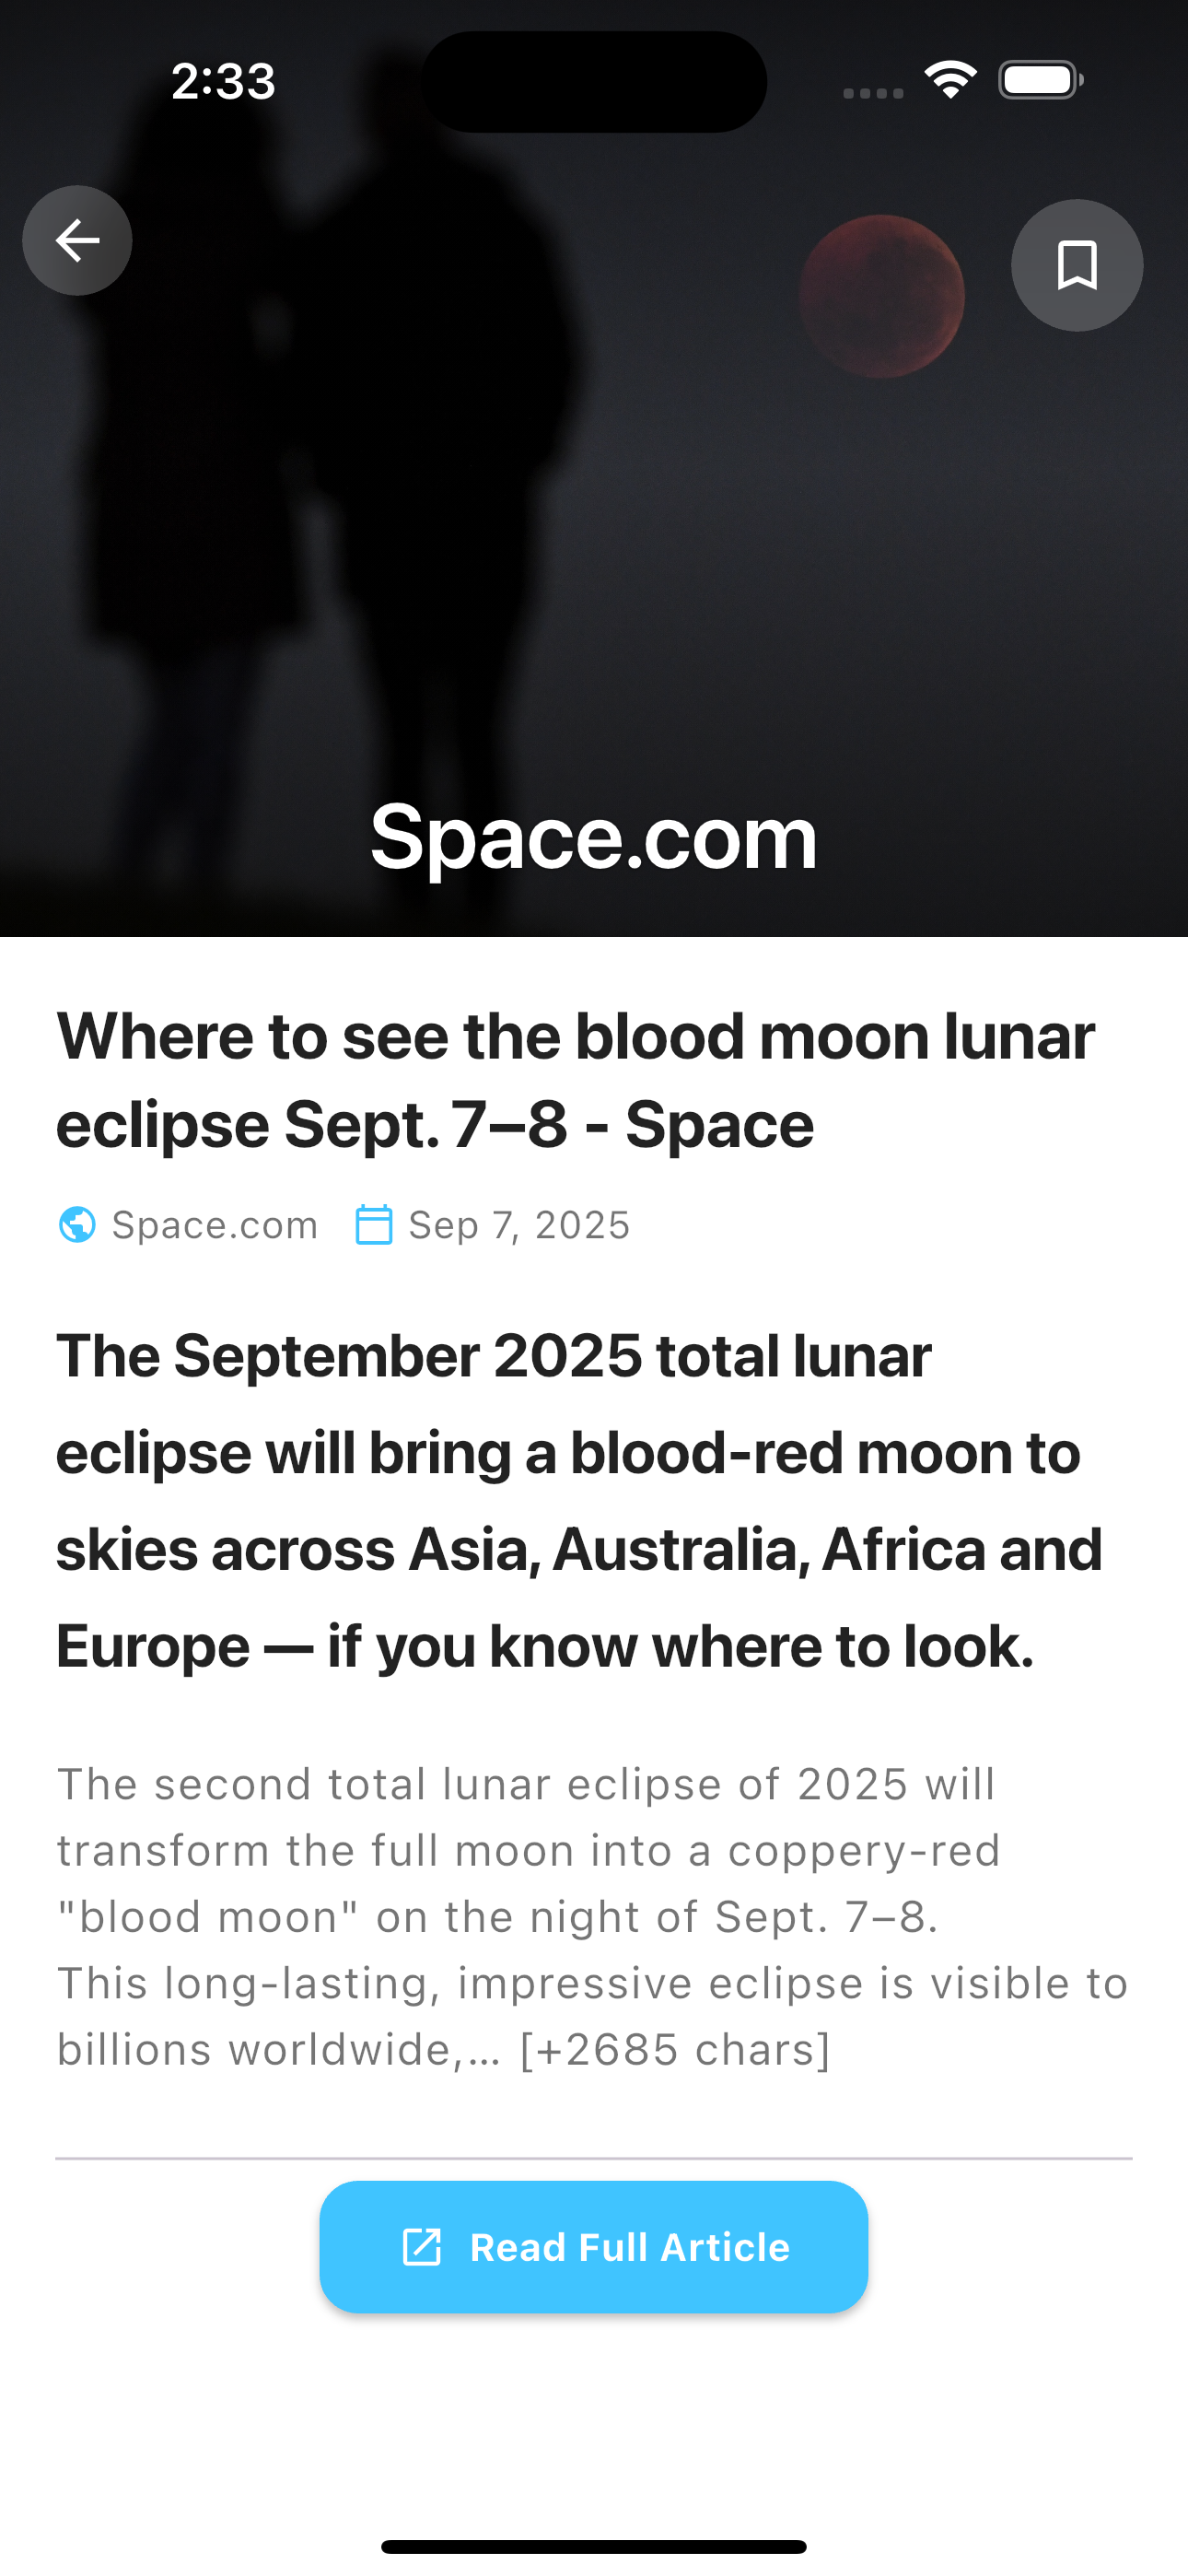 2:33
Space.com
Where to see the blood moon lunar
eclipse Sept. 7–8 - Space
Space.com Sep 7, 2025
The September 2025 total lunar
eclipse will bring a blood-red moon to
skies across Asia, Australia, Africa and
Europe — if you know where to look.
The second total lunar eclipse of 2025 will
transform the full moon into a coppery-red
"blood moon" on the night of Sept. 7–8.
This long-lasting, impressive eclipse is visible to
billions worldwide,… [+2685 chars]
Read Full Article